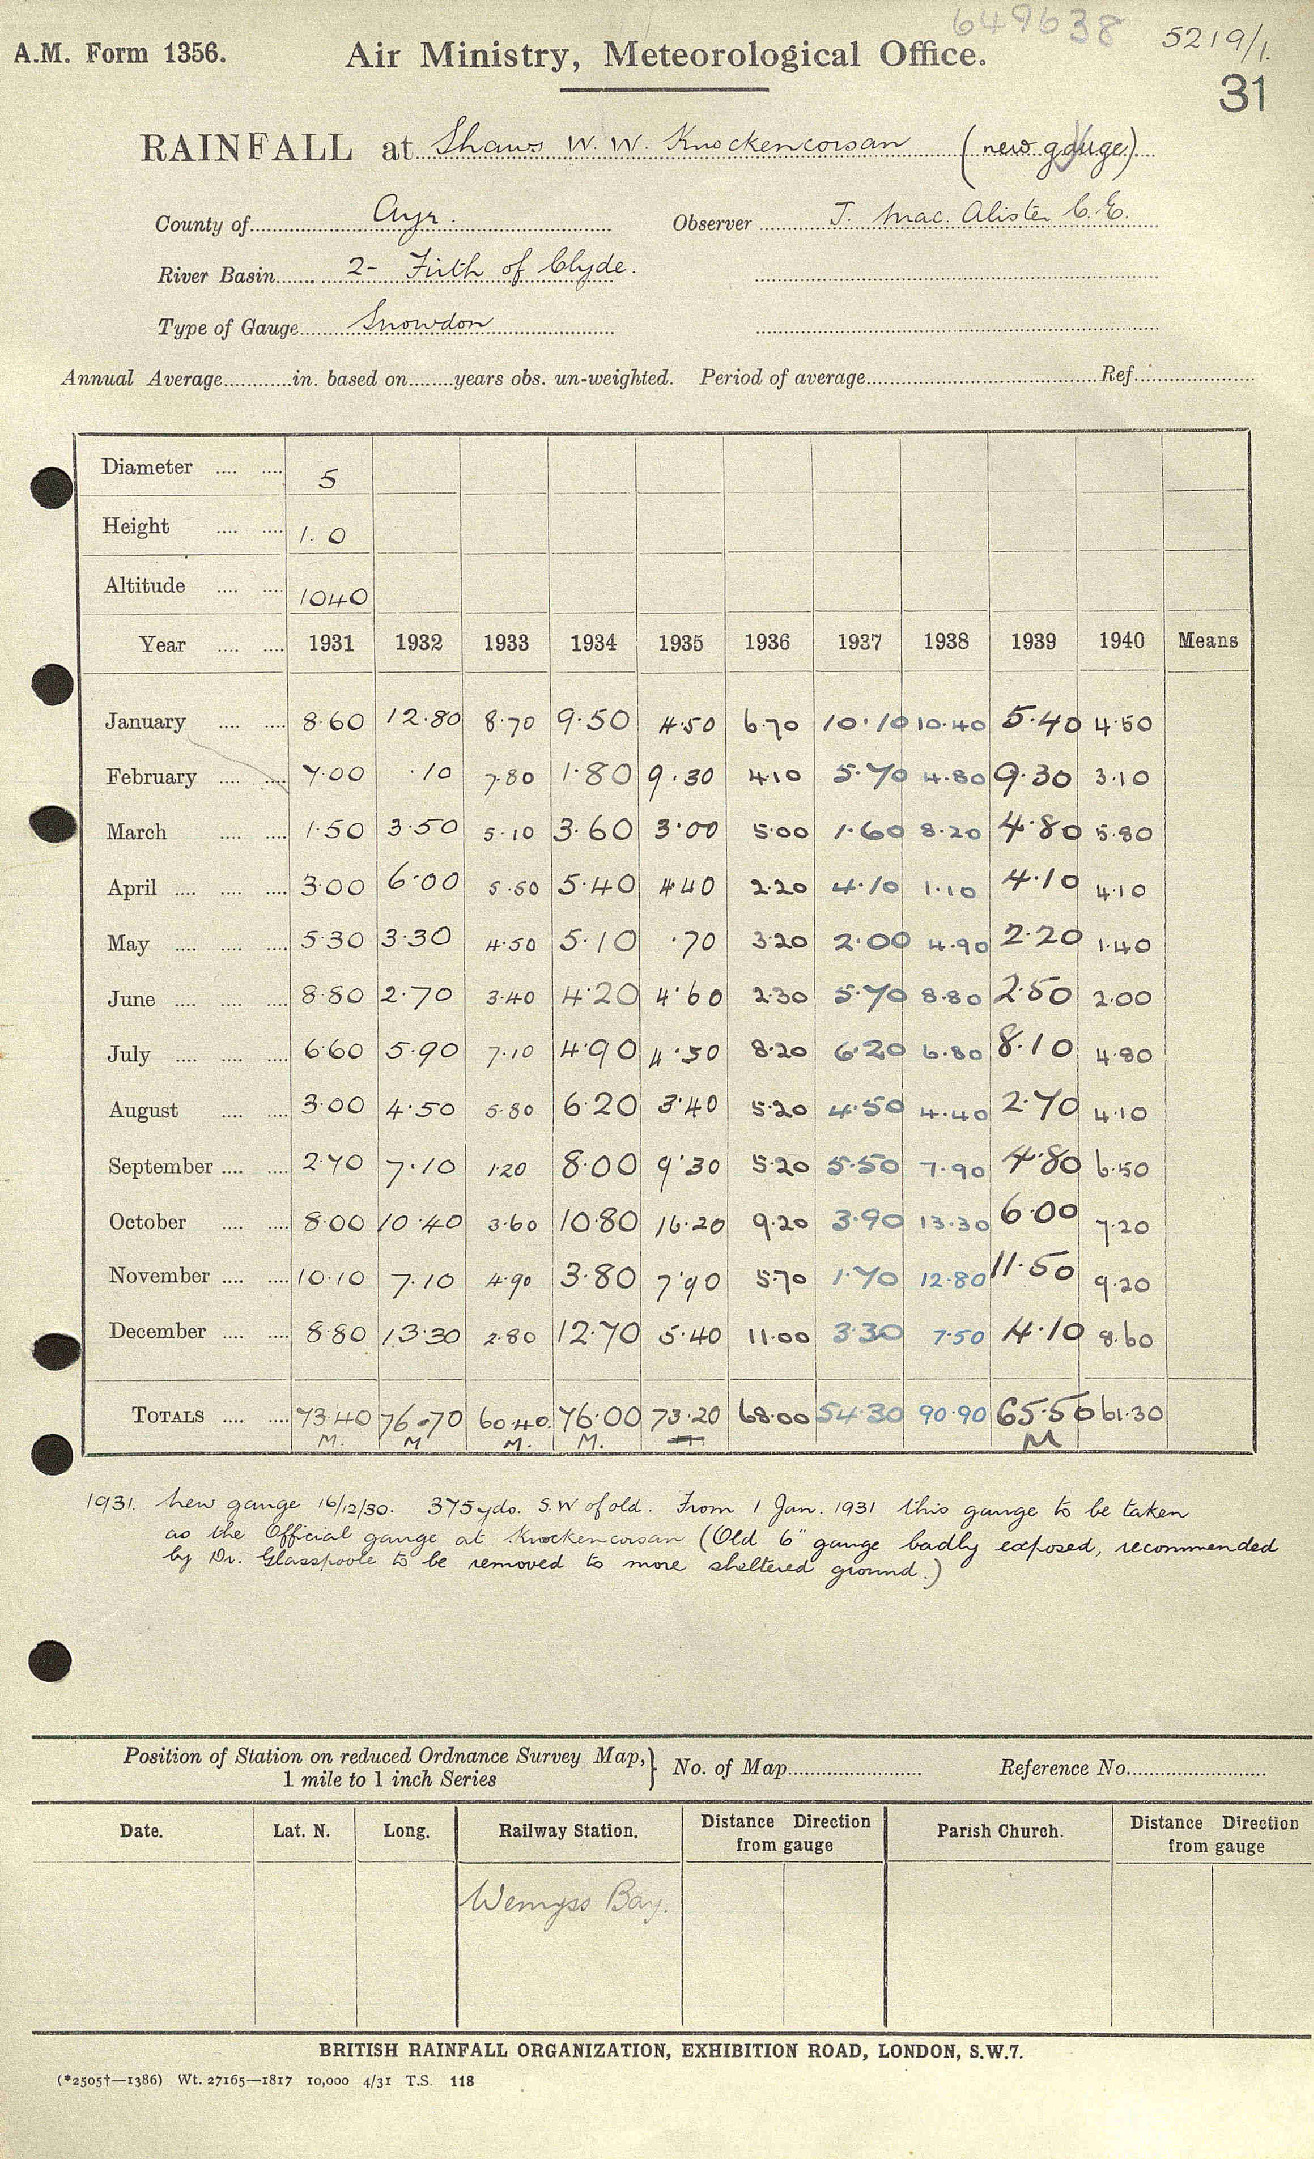 649638
5219/1.
A.M. Form 1356.
Air Ministry, Meteorological Office.
31
RAINFALL at Shaws W. W. Knockencorsan (new gauge.)
County of Ayr. Observer J. Mac. Alister C.E.
River Basin 2- Firth of Clyde.
Type of Gauge Snowdon
Annual Average in. based on years obs. un-weighted. Period of average Ref.
Diameter 5
Height 1.0
Altitude 1040
Year 1931 1932 1933 1934 1935 1936 1937 1938 1939 1940 Means
January 8.60 12.80 8.70 9.50 4.50 6.70 10.10 10.40 5.40 4.50
February 7.00 .10 7.80 1.80 9.30 4.10 5.70 4.80 9.30 3.10
March 1.50 3.50 5.10 3.60 3.00 5.00 1.60 8.20 4.80 5.80
April 3.00 6.00 5.50 5.40 4.40 2.20 4.10 1.10 4.10 4.10
May 5.30 3.30 4.50 5.10 .70 3.20 2.00 4.90 2.20 1.40
June 8.80 2.70 3.40 4.20 4.60 2.30 5.70 8.80 2.50 2.00
July 6.60 5.90 7.10 4.90 4.50 8.20 6.20 6.80 8.10 4.80
August 3.00 4.50 5.80 6.20 3.40 5.20 4.50 4.40 2.70 4.10
September 2.70 7.10 1.20 8.00 9.30 5.20 5.50 7.90 4.80 6.50
October 8.00 10.40 3.60 10.80 16.20 9.20 3.90 13.30 6.00 7.20
November 10.10 7.10 4.90 3.80 7.90 5.70 1.70 12.80 11.50 9.20
December 8.80 13.30 2.80 12.70 5.40 11.00 3.30 7.50 4.10 8.60
TOTALS 73.40 76.70 60.40 76.00 73.20 68.00 54.30 90.90 65.50 61.30
M. M M. M. M
1931. New gauge 16/12/30. 375 yds. S.W of old. From 1 Jan. 1931 this gauge to be taken
as the Official gauge at Knockencorsan (Old 6" gauge badly exposed, recommended
by Dr. Glasspoole to be removed to more sheltered ground.)
Position of Station on reduced Ordnance Survey Map, } No. of Map Reference No.
1 mile to 1 inch Series
Date. Lat. N. Long. Railway Station. Distance Direction from gauge Parish Church. Distance Direction from gauge
Wemyss Bay.
BRITISH RAINFALL ORGANIZATION, EXHIBITION ROAD, LONDON, S.W.7.
(*2505†—1386) Wt. 27165—1817 10,000 4/31 T.S. 118